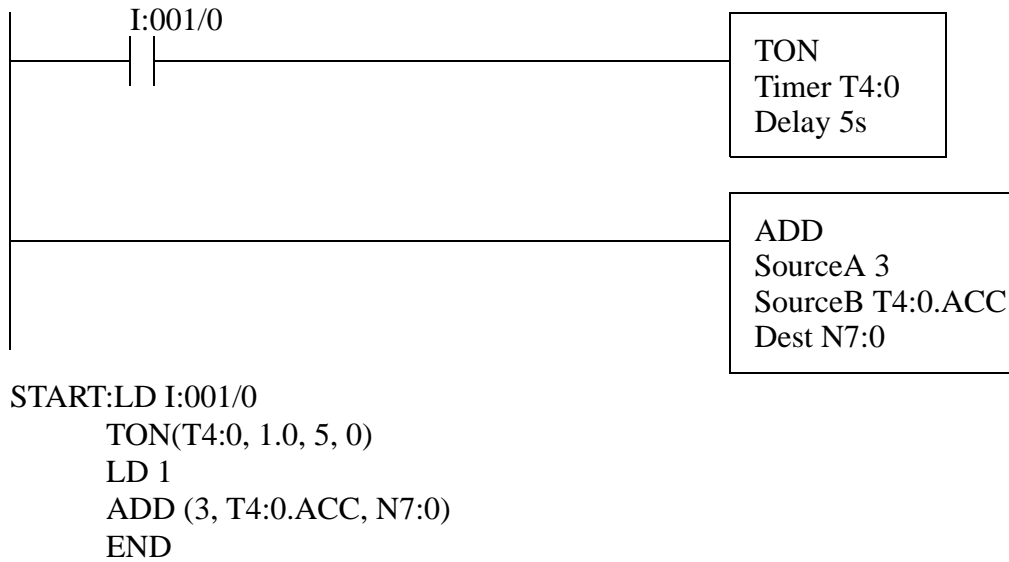 I:001/0
TON
Timer T4:0
Delay 5s
ADD
SourceA 3
SourceB T4:0.ACC
Dest N7:0
START:LD I:001/0
TON(T4:0, 1.0, 5, 0)
LD 1
ADD (3, T4:0.ACC, N7:0)
END